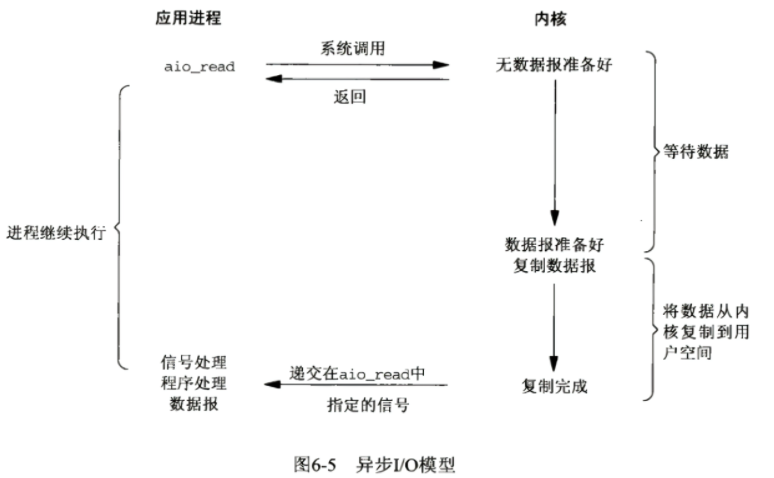 应用进程
内核
系统调用
aio_read
无数据报准备好
返回
等待数据
进程继续执行
数据报准备好
复制数据报
将数据从内
核复制到用
户空间
信号处理
程序处理
数据报
递交在aio_read中
指定的信号
复制完成
图6-5 异步I/O模型